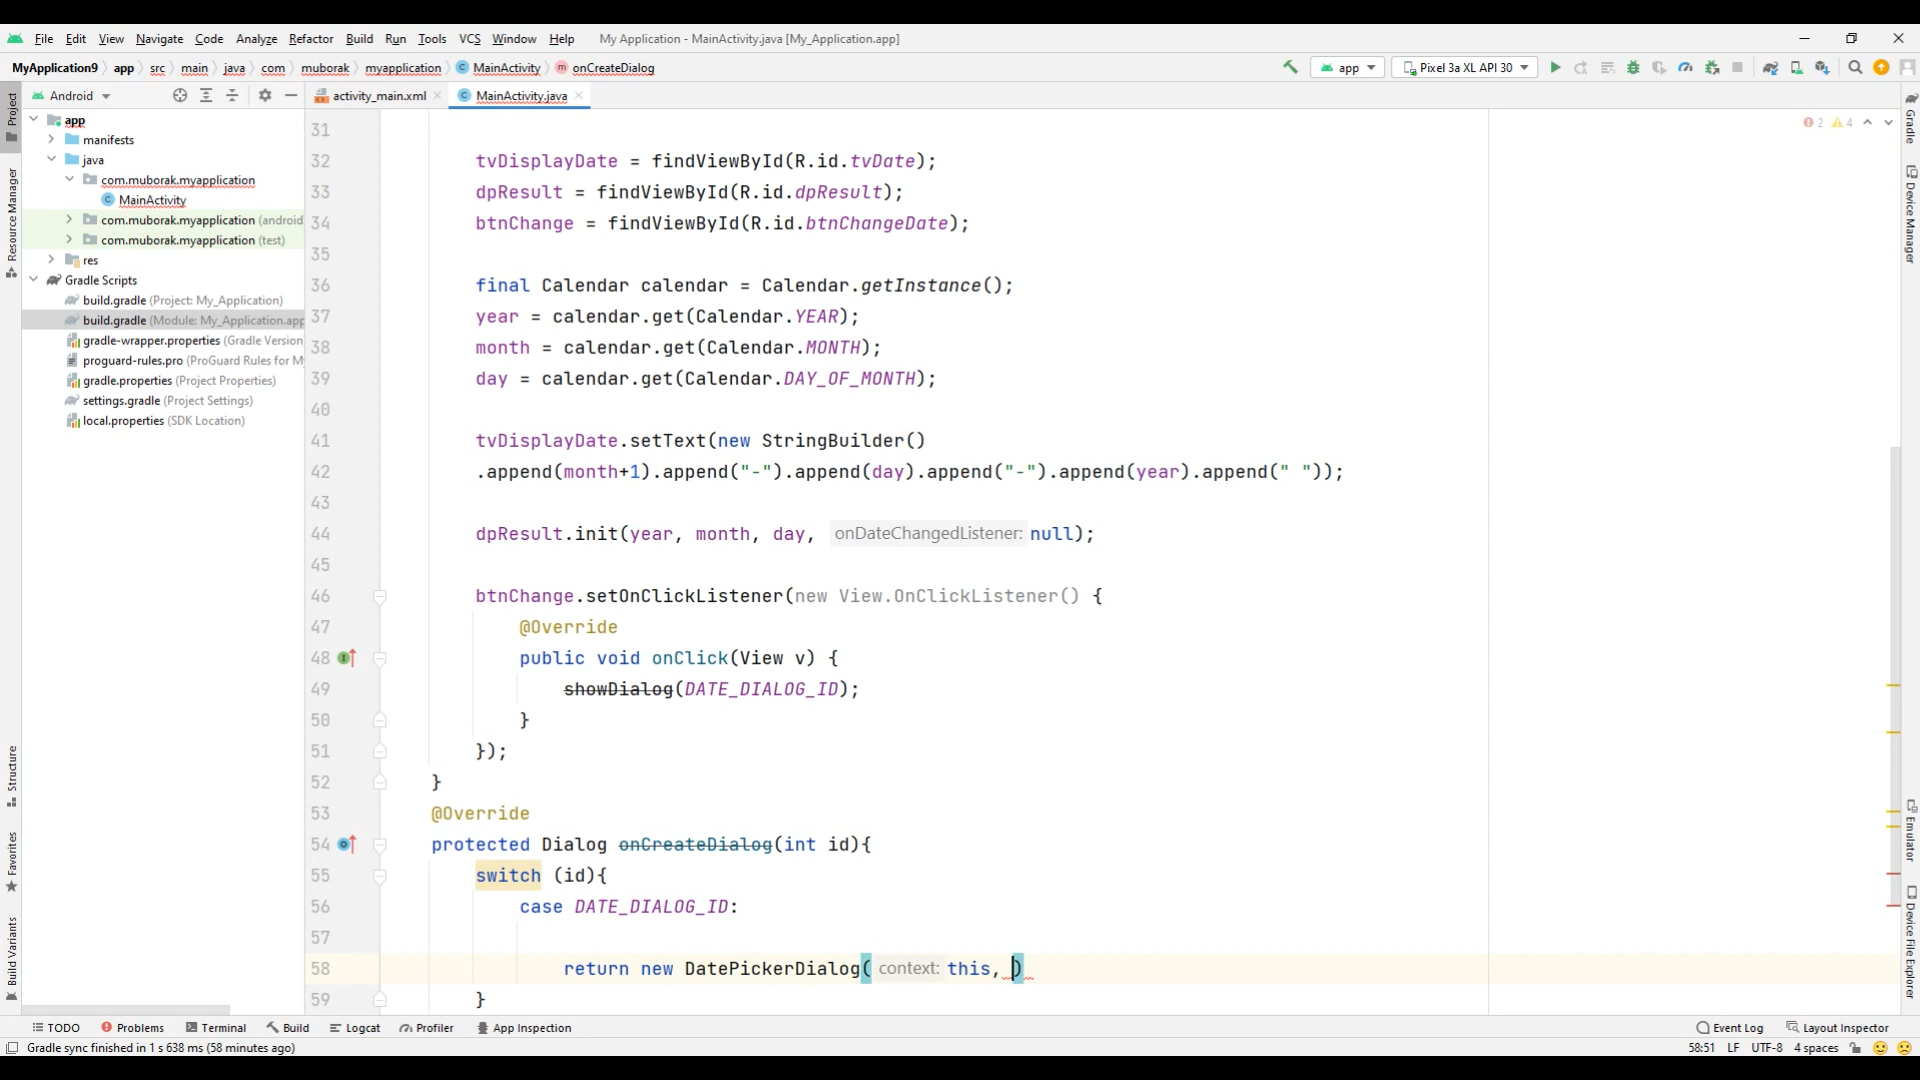 File Edit View Navigate Code Analyze Refactor Build Run Tools VCS Window Help My Application - MainActivity.java [My_Application.app]
MyApplication9 app src main java com muborak myapplication MainActivity onCreateDialog app Pixel 3a XL API 30
Android activity_main.xml MainActivity.java
app
manifests
java
com.muborak.myapplication
MainActivity
com.muborak.myapplication (android
com.muborak.myapplication (test)
res
Gradle Scripts
build.gradle (Project: My_Application)
build.gradle (Module: My_Application.app
gradle-wrapper.properties (Gradle Version
proguard-rules.pro (ProGuard Rules for M
gradle.properties (Project Properties)
settings.gradle (Project Settings)
local.properties (SDK Location)
Project
Resource Manager
Structure
Favorites
Build Variants
2 4
31
32 tvDisplayDate = findViewById(R.id.tvDate);
33 dpResult = findViewById(R.id.dpResult);
34 btnChange = findViewById(R.id.btnChangeDate);
35
36 final Calendar calendar = Calendar.getInstance();
37 year = calendar.get(Calendar.YEAR);
38 month = calendar.get(Calendar.MONTH);
39 day = calendar.get(Calendar.DAY_OF_MONTH);
40
41 tvDisplayDate.setText(new StringBuilder()
42 .append(month+1).append("-").append(day).append("-").append(year).append(" "));
43
44 dpResult.init(year, month, day, onDateChangedListener: null);
45
46 btnChange.setOnClickListener(new View.OnClickListener() {
47 @Override
48 public void onClick(View v) {
49 showDialog(DATE_DIALOG_ID);
50 }
51 });
52 }
53 @Override
54 protected Dialog onCreateDialog(int id){
55 switch (id){
56 case DATE_DIALOG_ID:
57
58 return new DatePickerDialog( context: this, )
59 }
Gradle
Device Manager
Emulator
Device File Explorer
TODO Problems Terminal Build Logcat Profiler App Inspection Event Log Layout Inspector
Gradle sync finished in 1 s 638 ms (58 minutes ago) 58:51 LF UTF-8 4 spaces